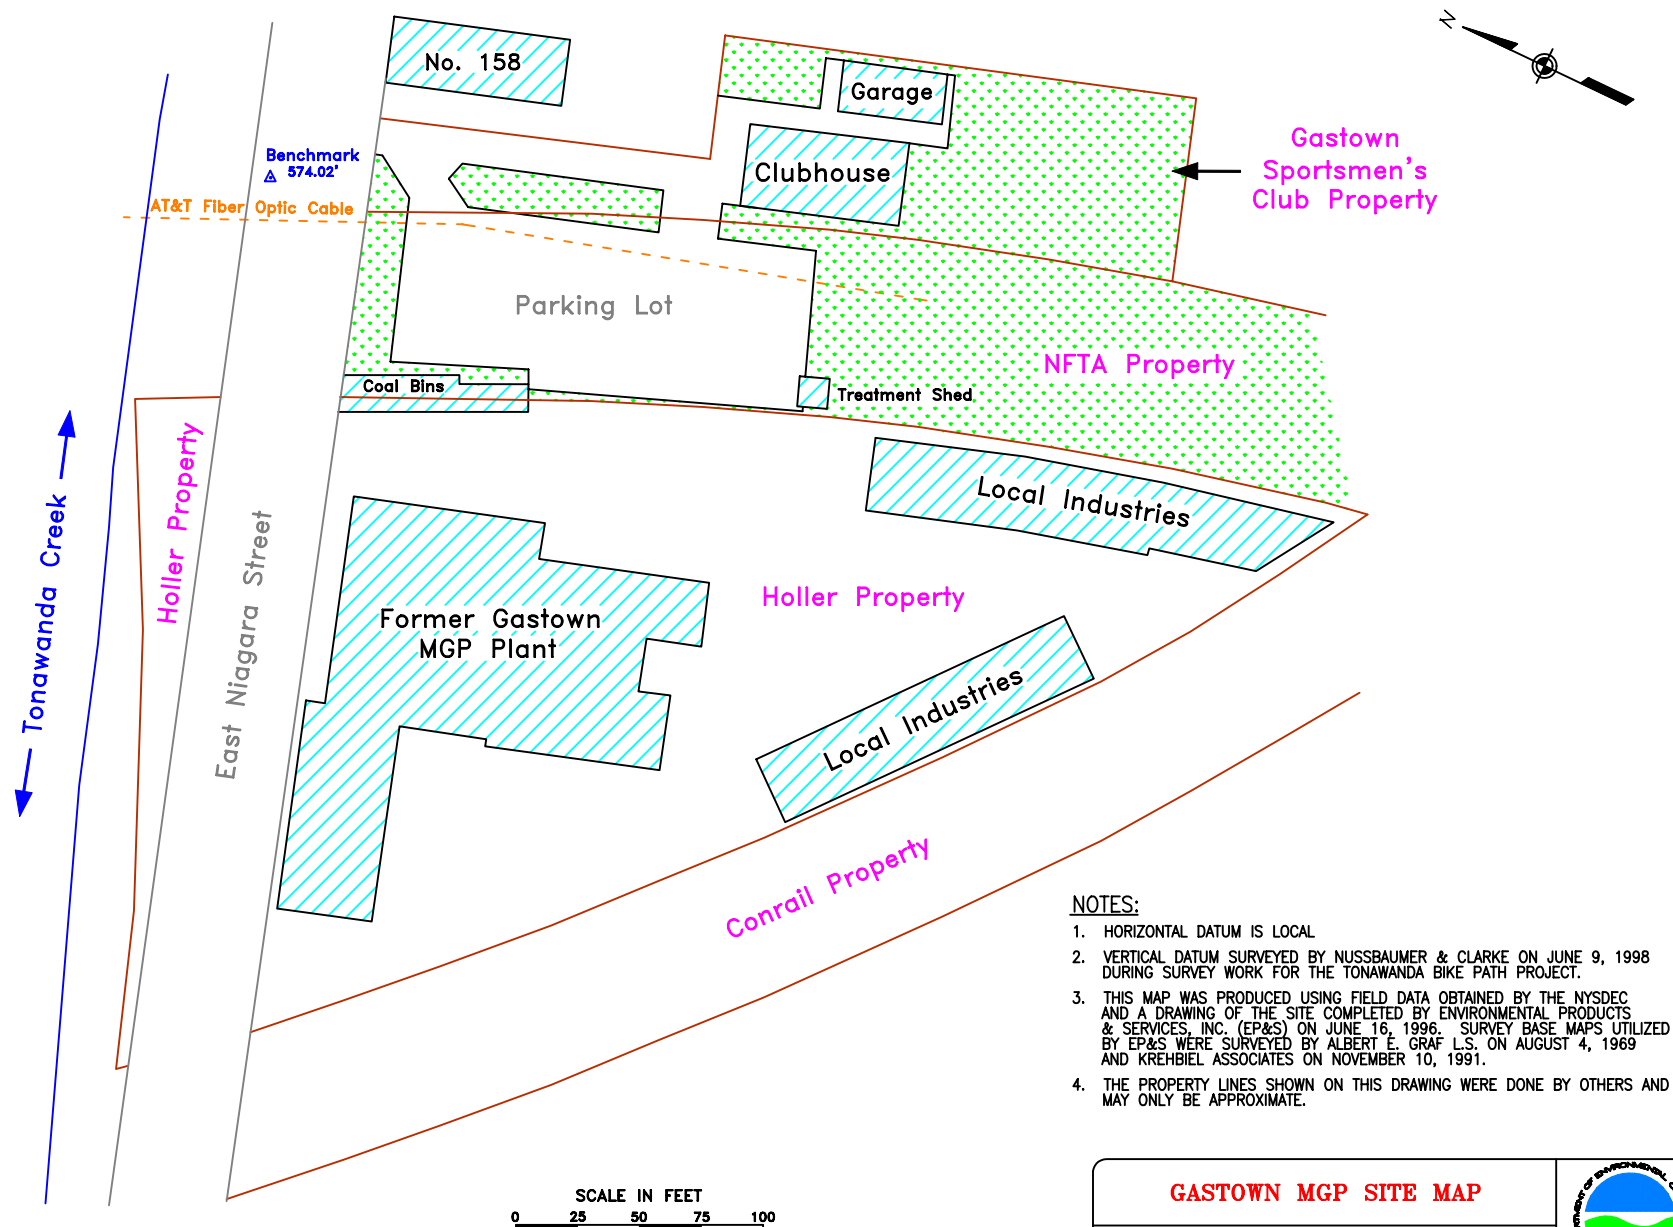 N
No. 158
Garage
Clubhouse
Gastown
Sportsmen's
Club Property
Benchmark
574.02'
AT&T Fiber Optic Cable
Parking Lot
NFTA Property
Coal Bins
Treatment Shed
Holler Property
Tonawanda Creek
East Niagara Street
Local Industries
Former Gastown
MGP Plant
Holler Property
Local Industries
Conrail Property
NOTES:
1. HORIZONTAL DATUM IS LOCAL
2. VERTICAL DATUM SURVEYED BY NUSSBAUMER & CLARKE ON JUNE 9, 1998
DURING SURVEY WORK FOR THE TONAWANDA BIKE PATH PROJECT.
3. THIS MAP WAS PRODUCED USING FIELD DATA OBTAINED BY THE NYSDEC
AND A DRAWING OF THE SITE COMPLETED BY ENVIRONMENTAL PRODUCTS
& SERVICES, INC. (EP&S) ON JUNE 16, 1996. SURVEY BASE MAPS UTILIZED
BY EP&S WERE SURVEYED BY ALBERT E. GRAF L.S. ON AUGUST 4, 1969
AND KREHBIEL ASSOCIATES ON NOVEMBER 10, 1991.
4. THE PROPERTY LINES SHOWN ON THIS DRAWING WERE DONE BY OTHERS AND
MAY ONLY BE APPROXIMATE.
SCALE IN FEET
0 25 50 75 100
GASTOWN MGP SITE MAP
OF ENVIRONMENTAL